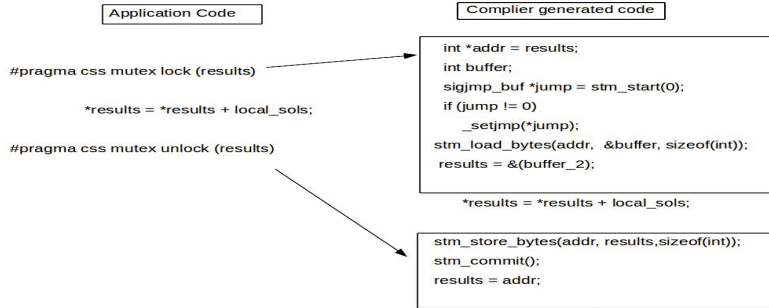 Application Code
#pragma css mutex lock (results)
*results = *results + local_sols;
#pragma css mutex unlock (results)
Complier generated code
int *addr = results;
int buffer;
sigjmp_buf *jump = stm_start(0);
if (jump != 0)
_setjmp(*jump);
stm_load_bytes(addr, &buffer, sizeof(int));
results = &(buffer_2);
*results = *results + local_sols;
stm_store_bytes(addr, results,sizeof(int));
stm_commit();
results = addr;